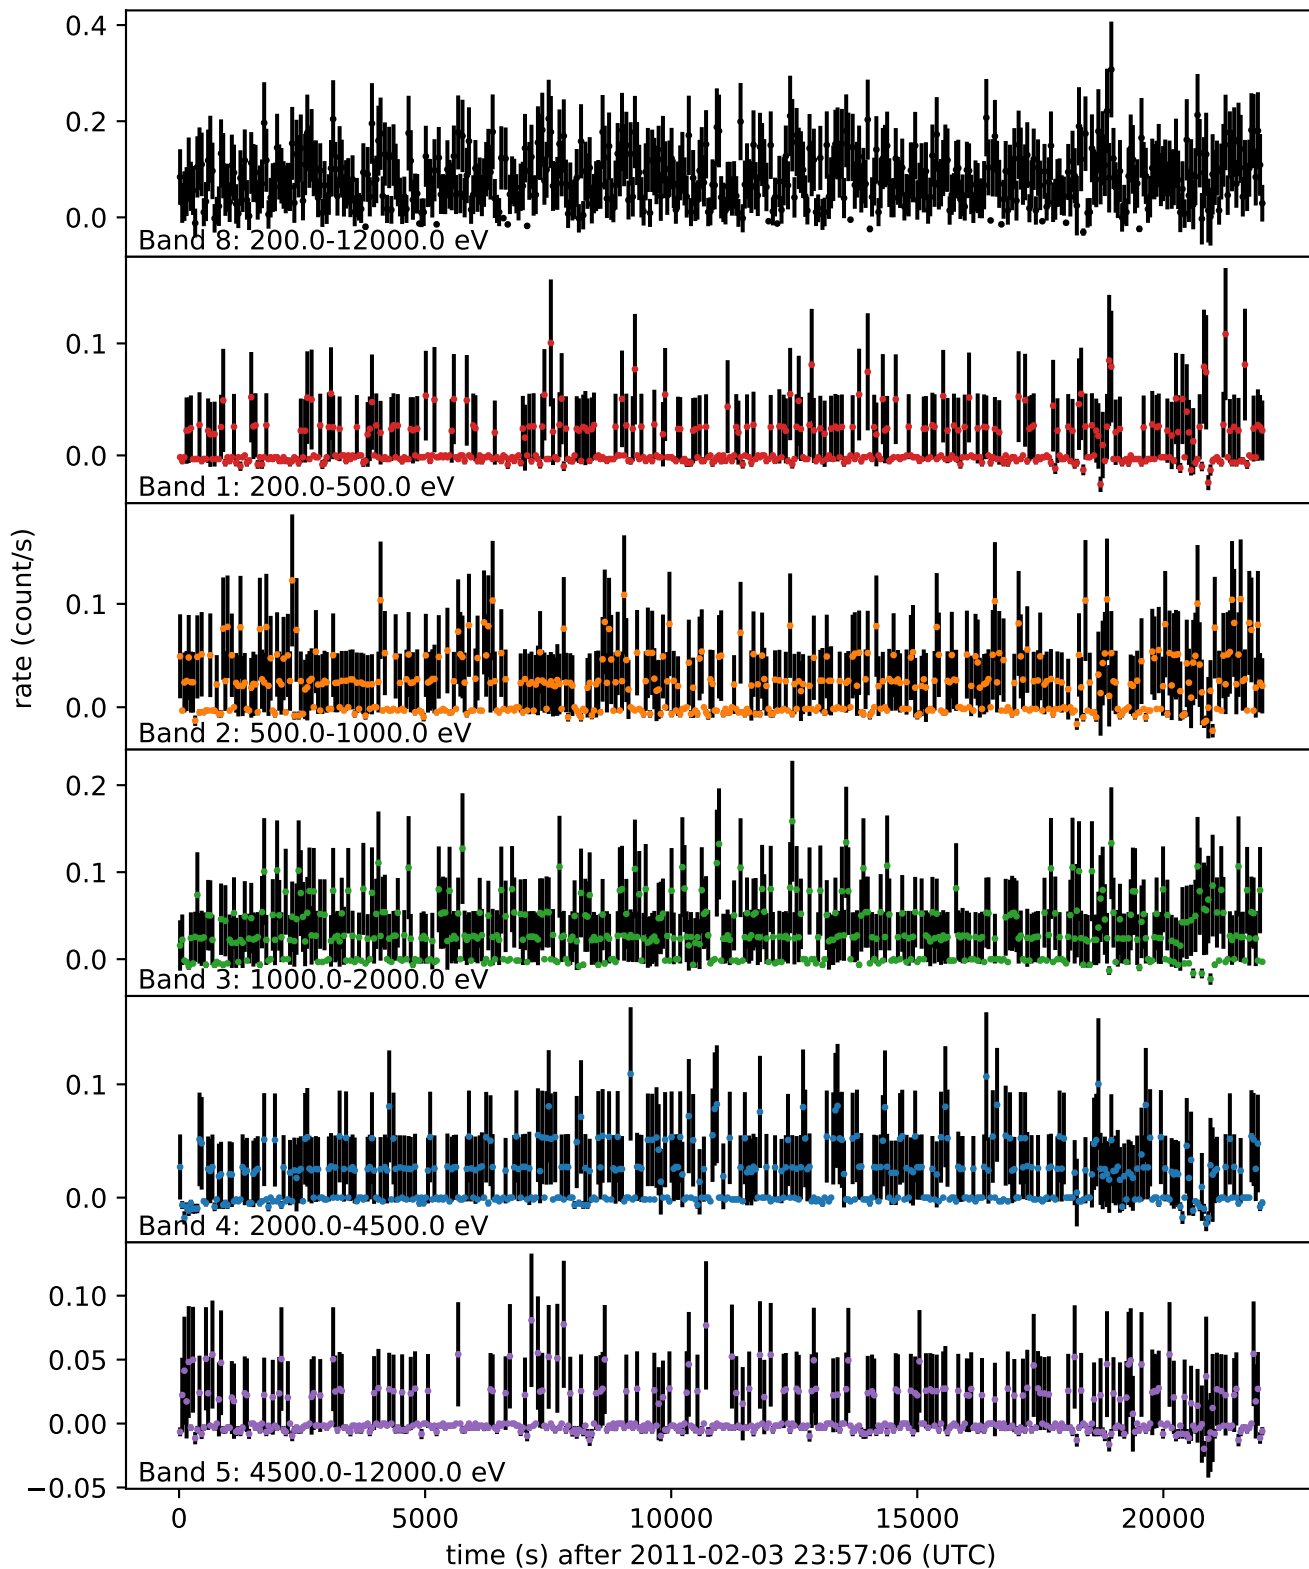 0.4
0.2
0.0
Band 8: 200.0-12000.0 eV
0.1
0.0
Band 1: 200.0-500.0 eV
0.1
0.0
Band 2: 500.0-1000.0 eV
rate (count/s)
0.2
0.1
0.0
Band 3: 1000.0-2000.0 eV
0.1
0.0
Band 4: 2000.0-4500.0 eV
0.10
0.05
0.00
−0.05
Band 5: 4500.0-12000.0 eV
0 5000 10000 15000 20000
time (s) after 2011-02-03 23:57:06 (UTC)